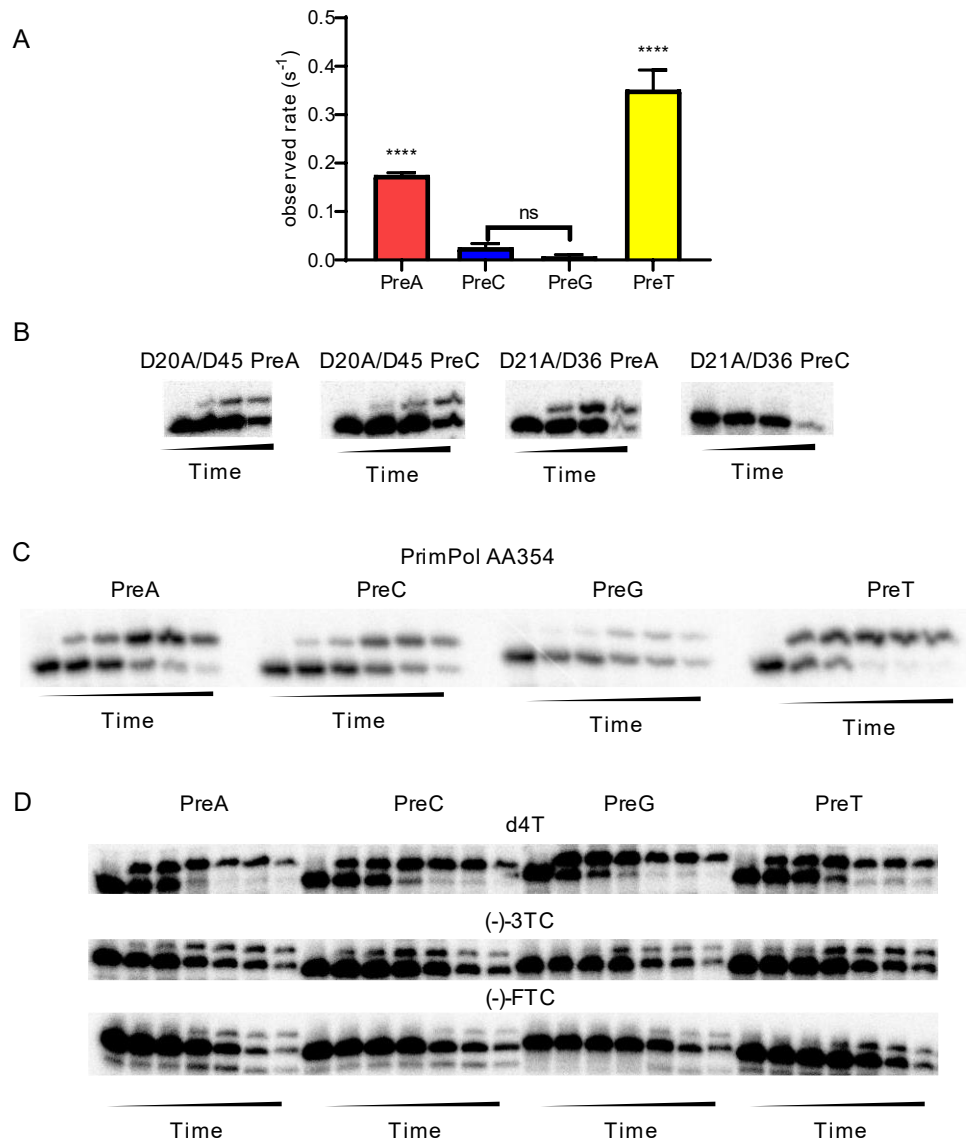 A
observed rate (s-1)
0.5
0.4
0.3
0.2
0.1
0.0
****
ns
****
PreA PreC PreG PreT
B
D20A/D45 PreA D20A/D45 PreC D21A/D36 PreA D21A/D36 PreC
Time Time Time Time
C
PrimPol AA354
PreA PreC PreG PreT
Time Time Time Time
D
PreA PreC PreG PreT
d4T
(-)-3TC
(-)-FTC
Time Time Time Time